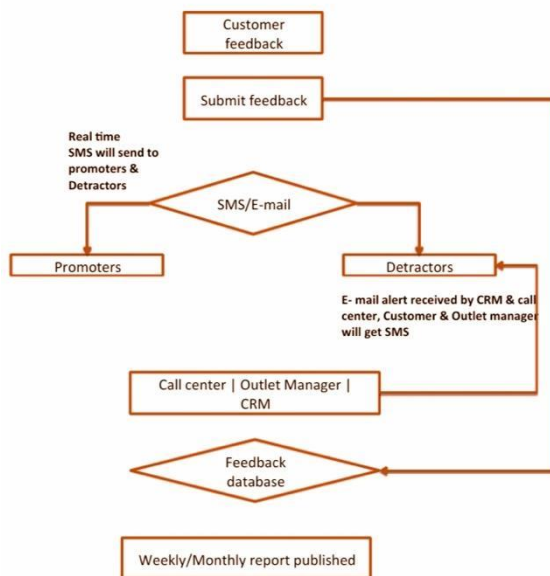 Customer
feedback
Submit feedback
Real time
SMS will send to
promoters &
Detractors
SMS/E-mail
Promoters
Detractors
E- mail alert received by CRM & call
center, Customer & Outlet manager
will get SMS
Call center | Outlet Manager |
CRM
Feedback
database
Weekly/Monthly report published